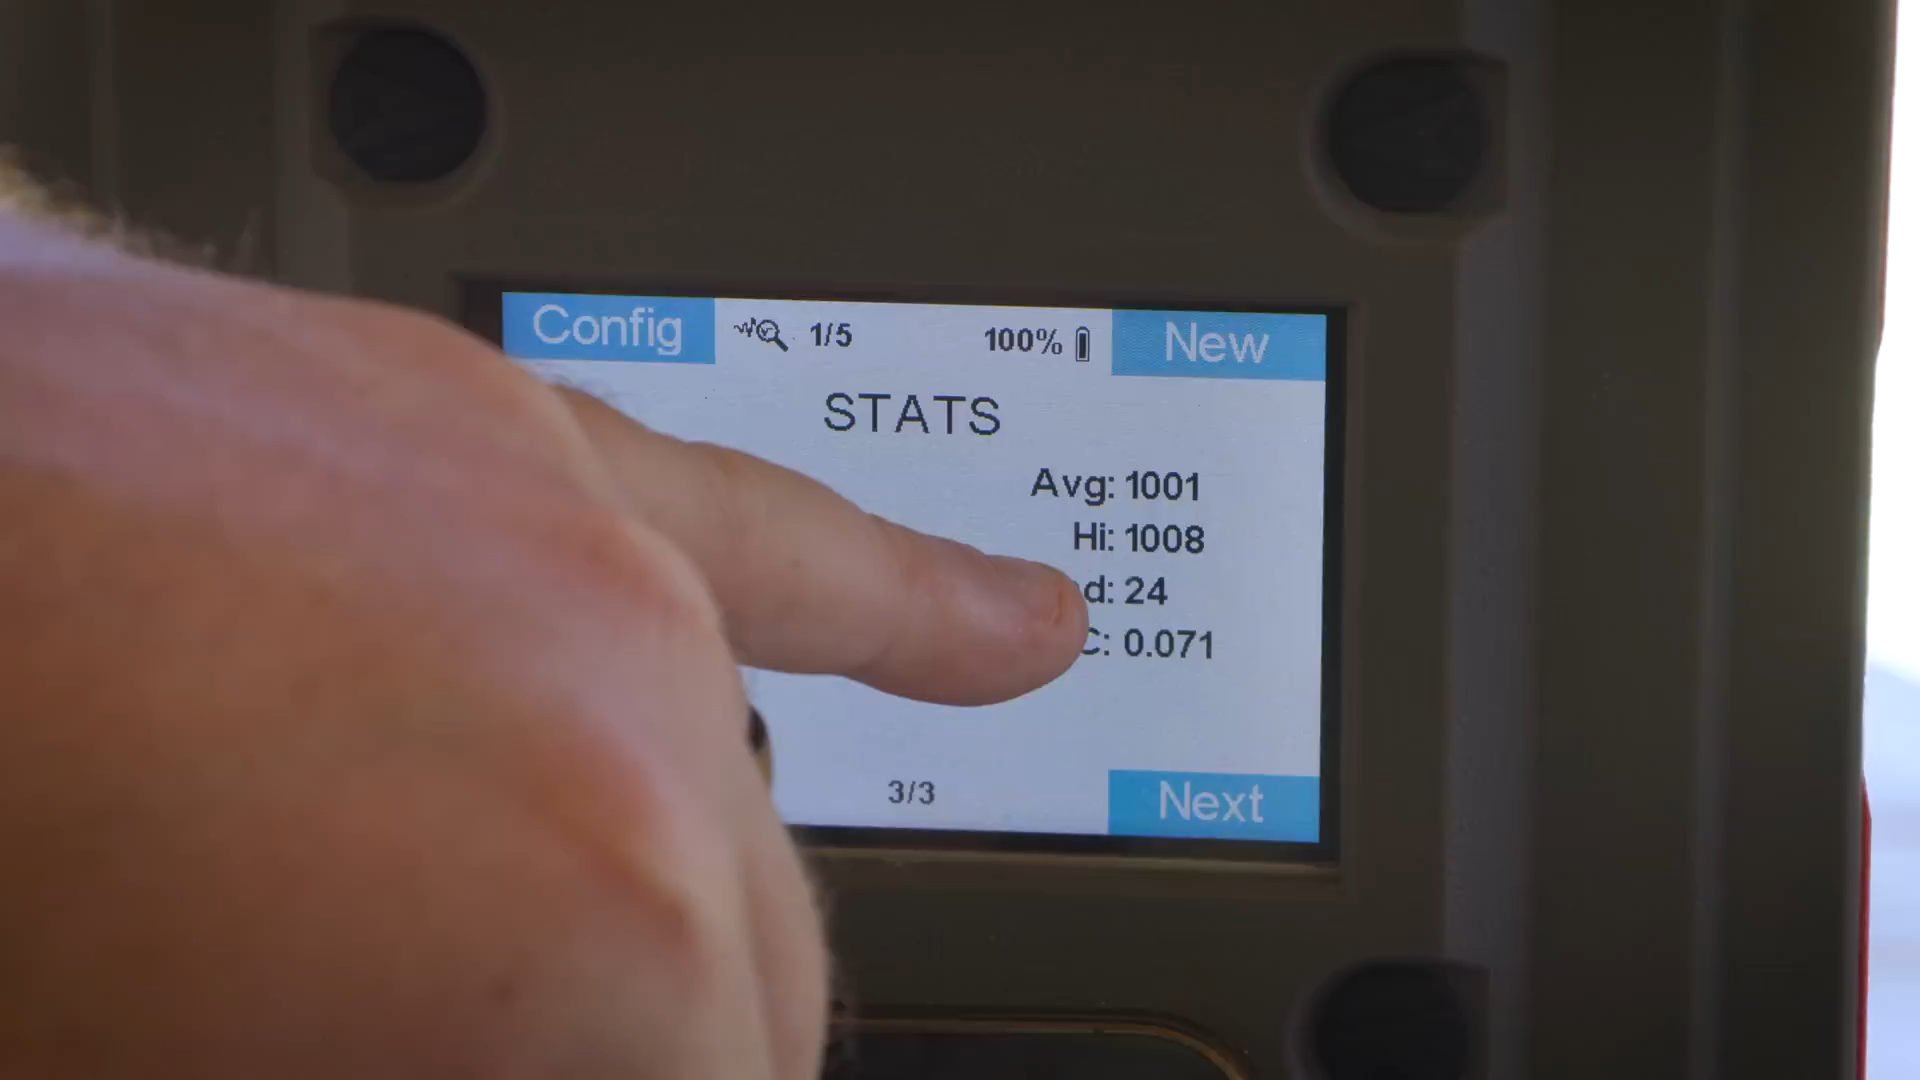 Config 1/5 100% New
STATS
Avg: 1001
Hi: 1008
d: 24
C: 0.071
3/3 Next